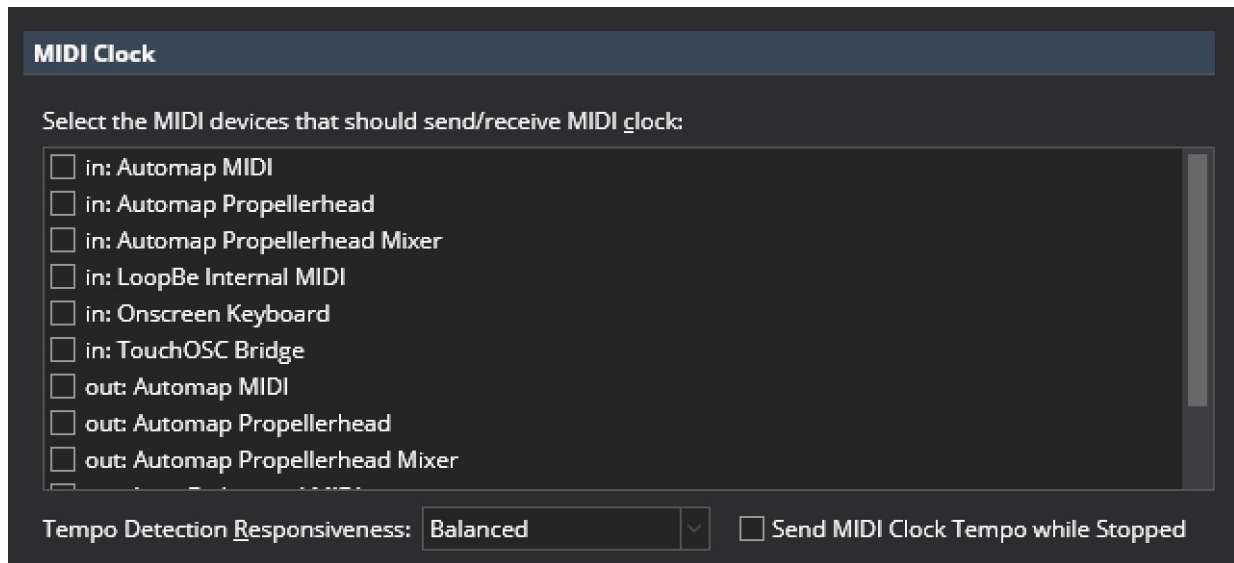 MIDI Clock
Select the MIDI devices that should send/receive MIDI clock:
in: Automap MIDI
in: Automap Propellerhead
in: Automap Propellerhead Mixer
in: LoopBe Internal MIDI
in: Onscreen Keyboard
in: TouchOSC Bridge
out: Automap MIDI
out: Automap Propellerhead
out: Automap Propellerhead Mixer
Tempo Detection Responsiveness: Balanced Send MIDI Clock Tempo while Stopped